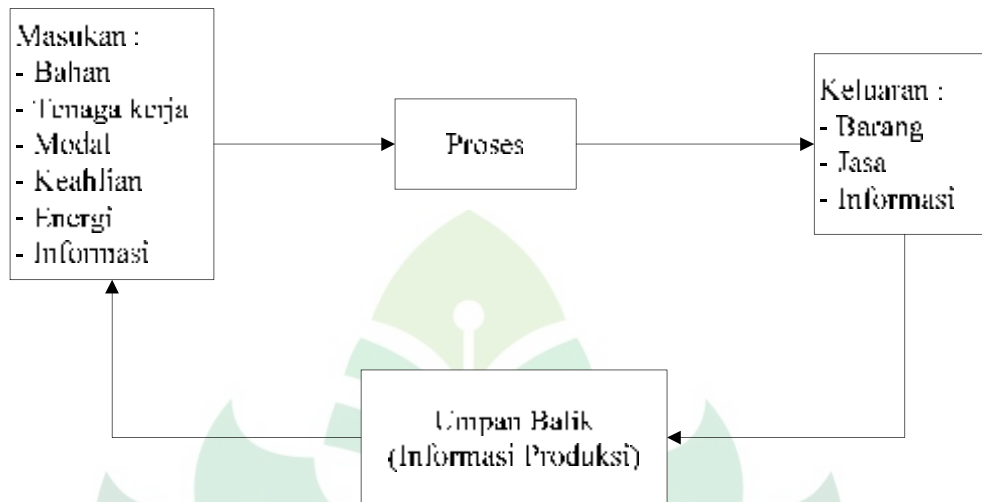 Masukan :
- Bahan
- Tenaga kerja
- Modal
- Keahlian
- Energi
- Informasi
Proses
Keluaran :
- Barang
- Jasa
- Informasi
Umpan Balik
(Informasi Produksi)